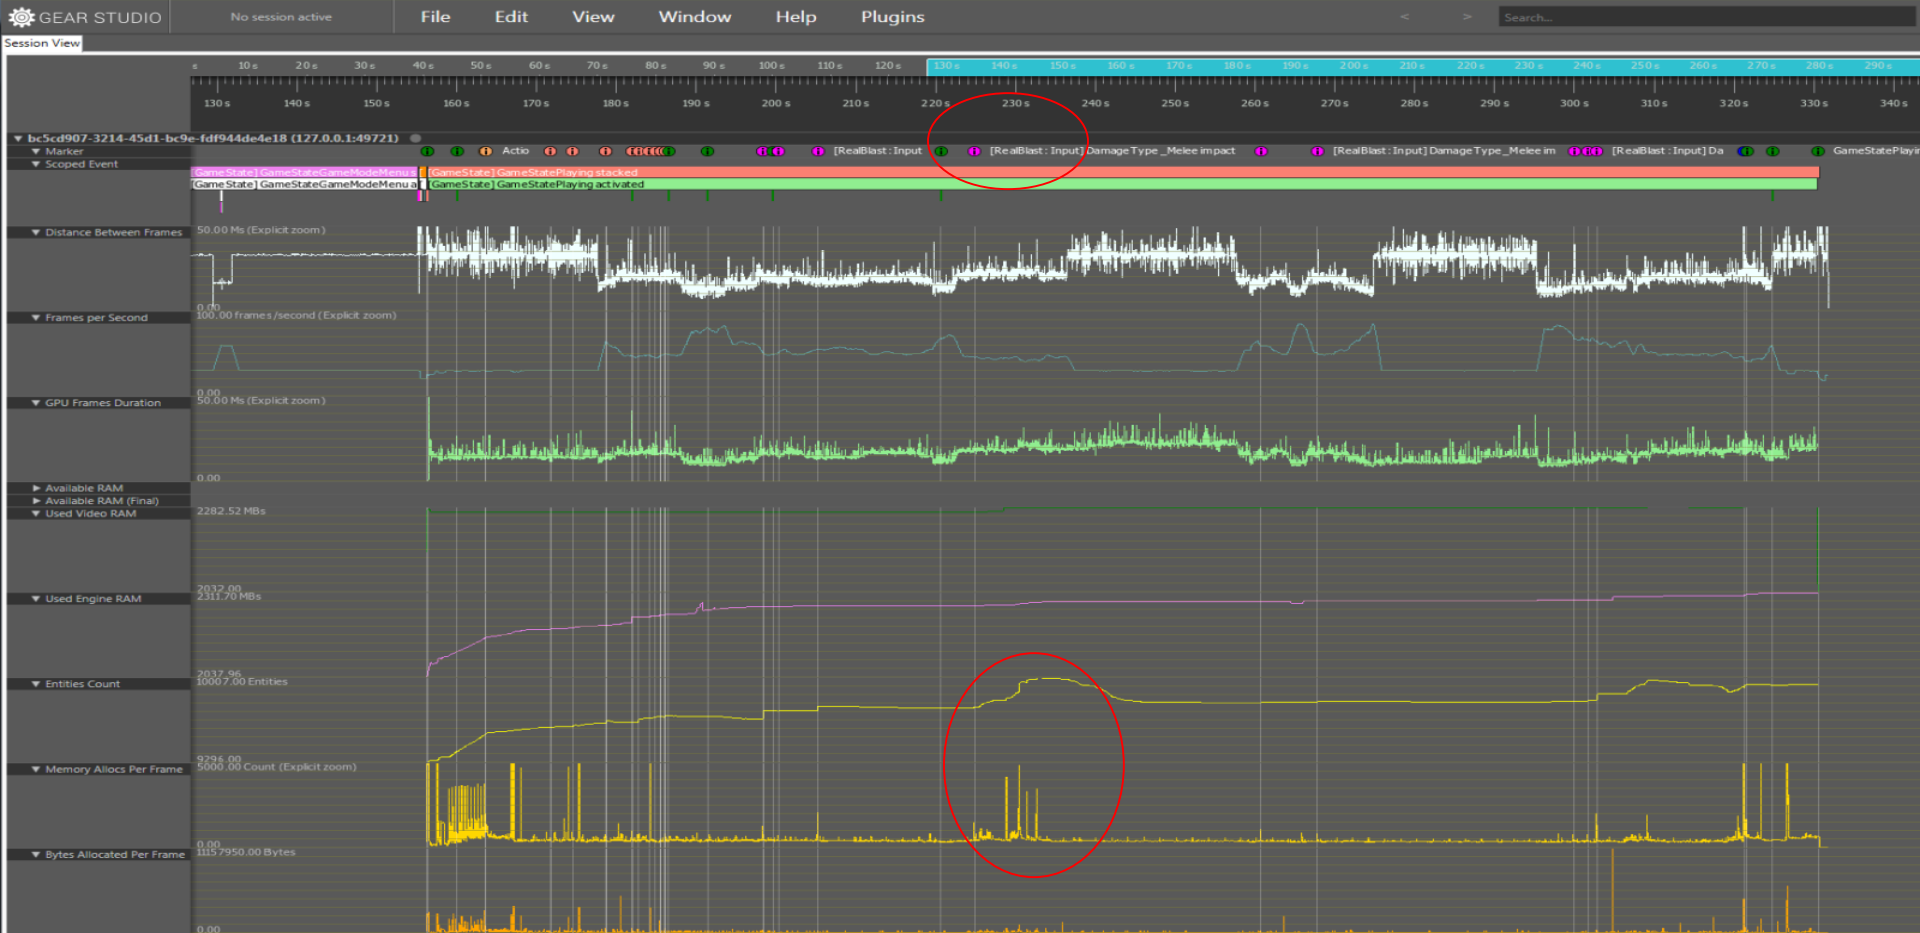 GEAR STUDIO No session active File Edit View Window Help Plugins < > Search...
Session View
s 10 s 20 s 30 s 40 s 50 s 60 s 70 s 80 s 90 s 100 s 110 s 120 s 130 s 140 s 150 s 160 s 170 s 180 s 190 s 200 s 210 s 220 s 230 s 240 s 250 s 260 s 270 s 280 s 290 s
130 s 140 s 150 s 160 s 170 s 180 s 190 s 200 s 210 s 220 s 230 s 240 s 250 s 260 s 270 s 280 s 290 s 300 s 310 s 320 s 330 s 340 s
bc5cd907-3214-45d1-bc9e-fdf944de4e18 (127.0.0.1:49721)
Marker Actio [RealBlast : Input [RealBlast : Input] DamageType_Melee impact [RealBlast : Input] DamageType_Melee im [RealBlast : Input] Da GameStatePlayin
Scoped Event
[GameState] GameStateGameModeMenu s [GameState] GameStatePlaying stacked
[GameState] GameStateGameModeMenu a [GameState] GameStatePlaying activated
Distance Between Frames 50.00 Ms (Explicit zoom)
0.00
Frames per Second 100.00 frames/second (Explicit zoom)
0.00
GPU Frames Duration 50.00 Ms (Explicit zoom)
0.00
Available RAM
Available RAM (Final)
Used Video RAM 2282.52 MBs
2032.00
Used Engine RAM 2311.70 MBs
2037.96
Entities Count 10007.00 Entities
9296.00
Memory Allocs Per Frame 5000.00 Count (Explicit zoom)
0.00
Bytes Allocated Per Frame 1157950.00 Bytes
0.00